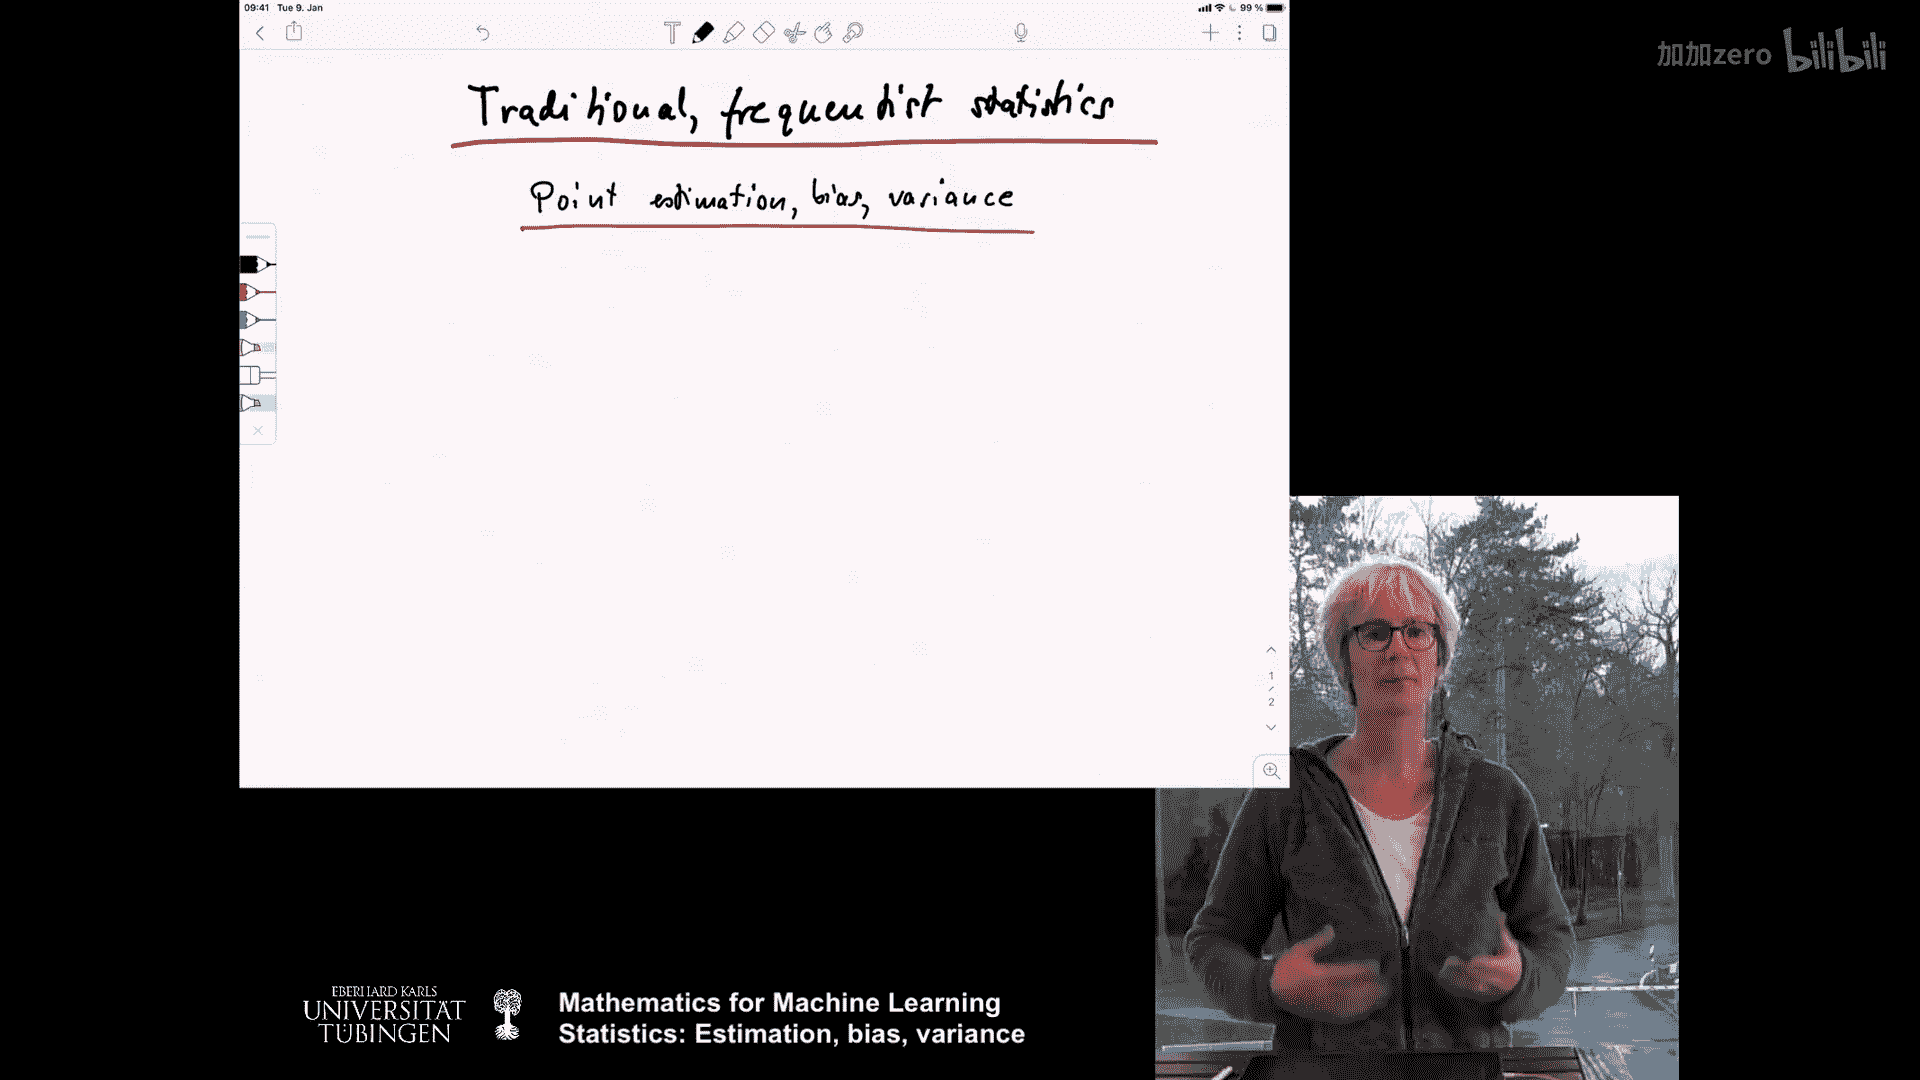 09:41 Tue 9. Jan
99 %
加加zero bilibili
Traditional, frequentist statistics
Point estimation, bias, variance
1
/
2
EBERHARD KARLS
UNIVERSITÄT
TÜBINGEN
Mathematics for Machine Learning
Statistics: Estimation, bias, variance